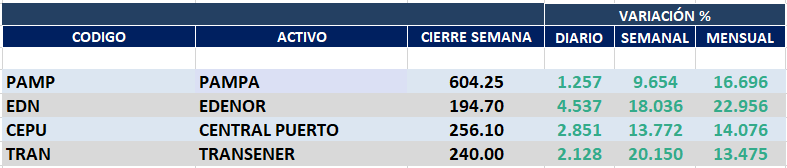 VARIACIÓN %
CODIGO ACTIVO CIERRE SEMANA DIARIO SEMANAL MENSUAL
PAMP PAMPA 604.25 1.257 9.654 16.696
EDN EDENOR 194.70 4.537 18.036 22.956
CEPU CENTRAL PUERTO 256.10 2.851 13.772 14.076
TRAN TRANSENER 240.00 2.128 20.150 13.475